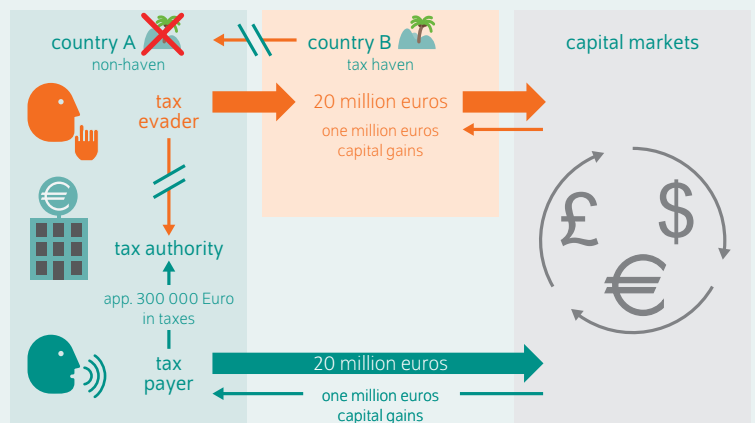 country A
non-haven
country B
tax haven
capital markets
tax
evader
20 million euros
one million euros
capital gains
€
tax authority
£
$
€
app. 300 000 Euro
in taxes
tax
payer
20 million euros
one million euros
capital gains